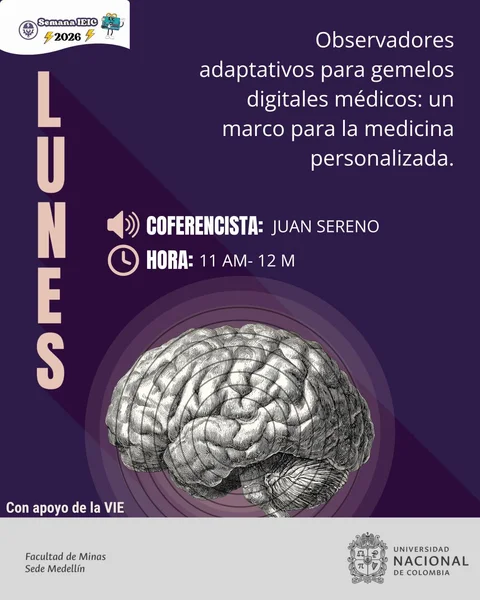 Semana IEIC
2026
LUNES
Observadores
adaptativos para gemelos
digitales médicos: un
marco para la medicina
personalizada.
COFERENCISTA: JUAN SERENO
HORA: 11 AM- 12 M
Con apoyo de la VIE
Facultad de Minas
Sede Medellín
UNIVERSIDAD
NACIONAL
DE COLOMBIA